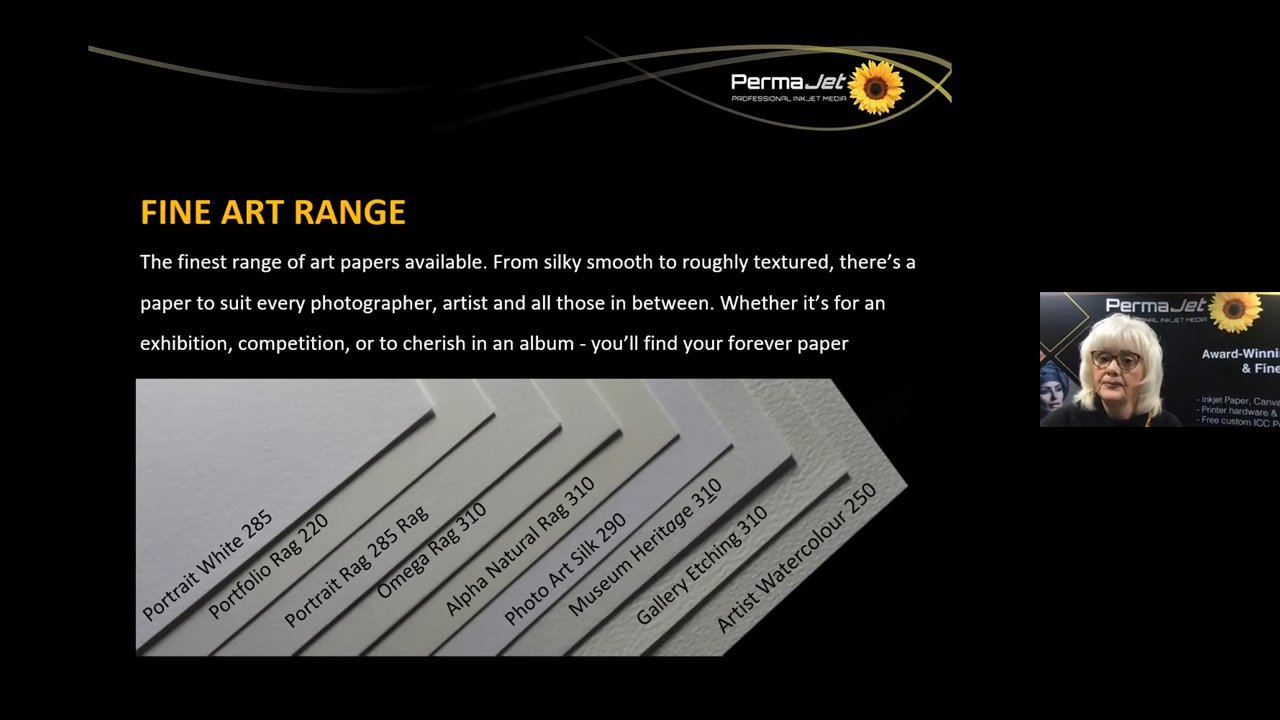 PermaJet
PROFESSIONAL INKJET MEDIA
FINE ART RANGE
The finest range of art papers available. From silky smooth to roughly textured, there’s a
paper to suit every photographer, artist and all those in between. Whether it’s for an
exhibition, competition, or to cherish in an album - you’ll find your forever paper
Portrait White 285
Portfolio Rag 220
Portrait Rag 285 Rag
Omega Rag 310
Alpha Natural Rag 310
Photo Art Silk 290
Museum Heritage 310
Gallery Etching 310
Artist Watercolour 250
PermaJet
NAL INKJET MEDIA
Award-Winni
& Fine
- Inkjet Paper, Canva
- Printer hardware &
- Free custom ICC P